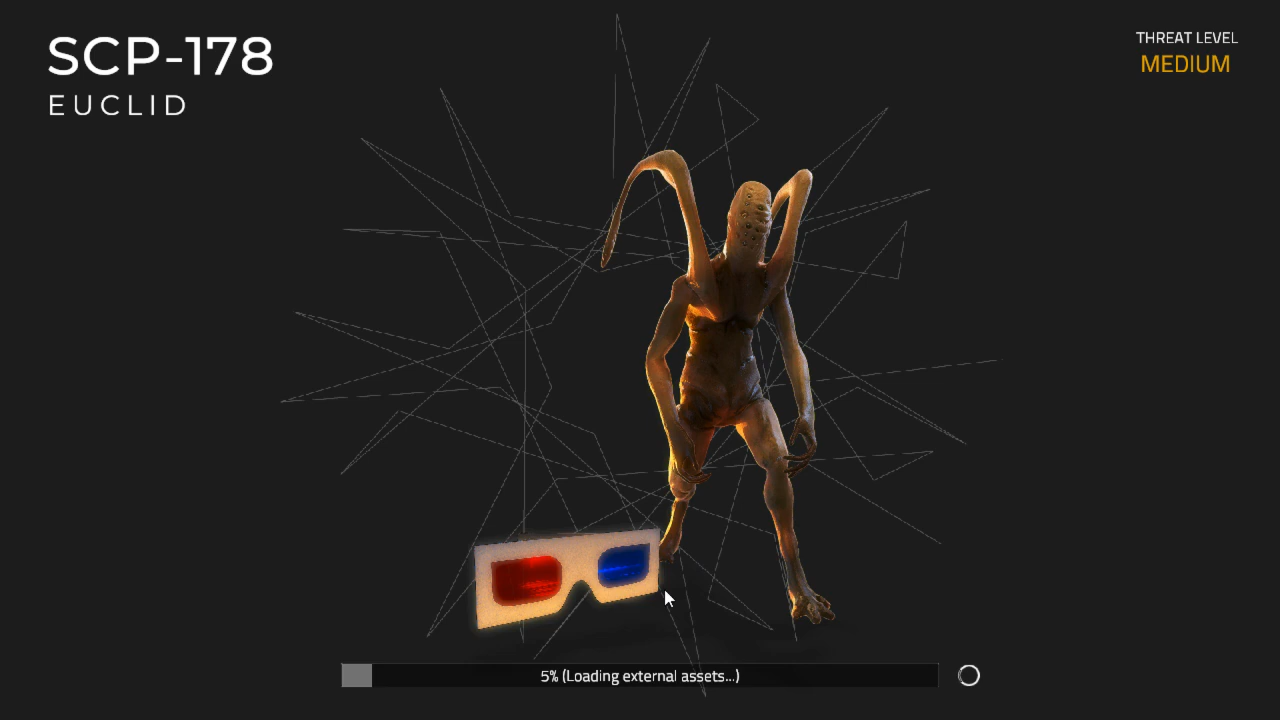 SCP-178
EUCLID
THREAT LEVEL
MEDIUM
5% (Loading external assets...)